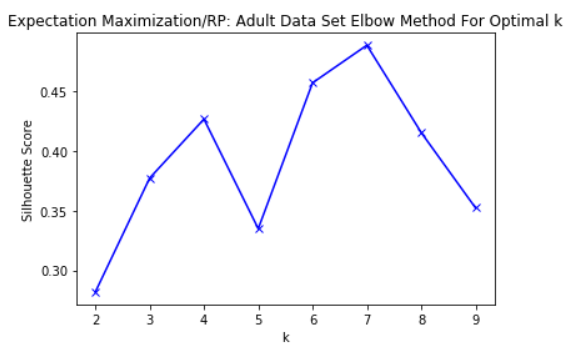 Expectation Maximization/RP: Adult Data Set Elbow Method For Optimal k
0.45
0.40
0.35
0.30
Silhouette Score
2 3 4 5 6 7 8 9
k